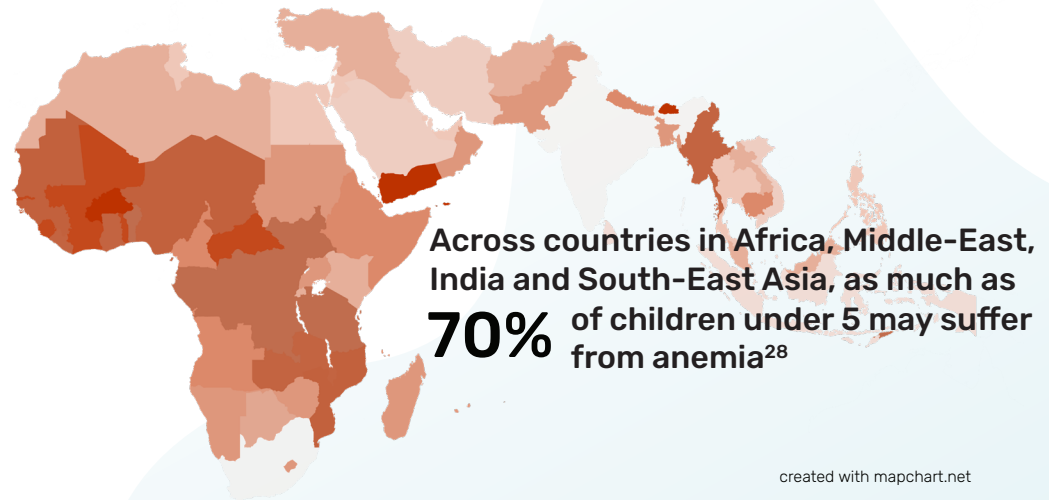 Across countries in Africa, Middle-East,
India and South-East Asia, as much as
70% of children under 5 may suffer
from anemia²⁸
created with mapchart.net